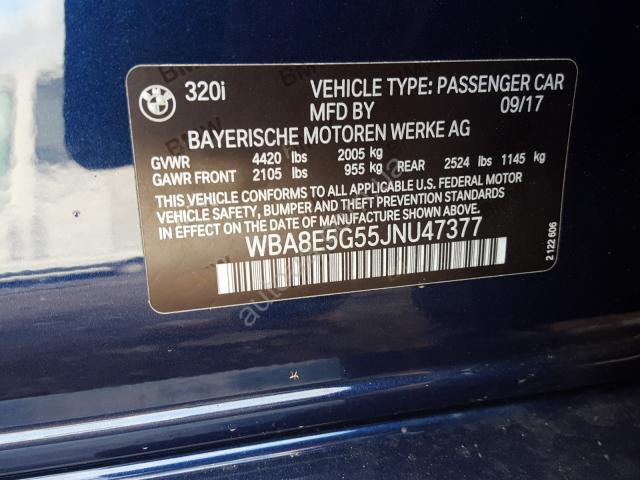 320i VEHICLE TYPE: PASSENGER CAR
MFD BY 09/17
BAYERISCHE MOTOREN WERKE AG
GVWR 4420 lbs 2005 kg
GAWR FRONT 2105 lbs 955 kg REAR 2524 lbs 1145 kg
THIS VEHICLE CONFORMS TO ALL APPLICABLE U.S. FEDERAL MOTOR
VEHICLE SAFETY, BUMPER AND THEFT PREVENTION STANDARDS
IN EFFECT ON THE DATE OF MANUFACTURE SHOWN ABOVE.
WBA8E5G55JNU47377
2 122 606